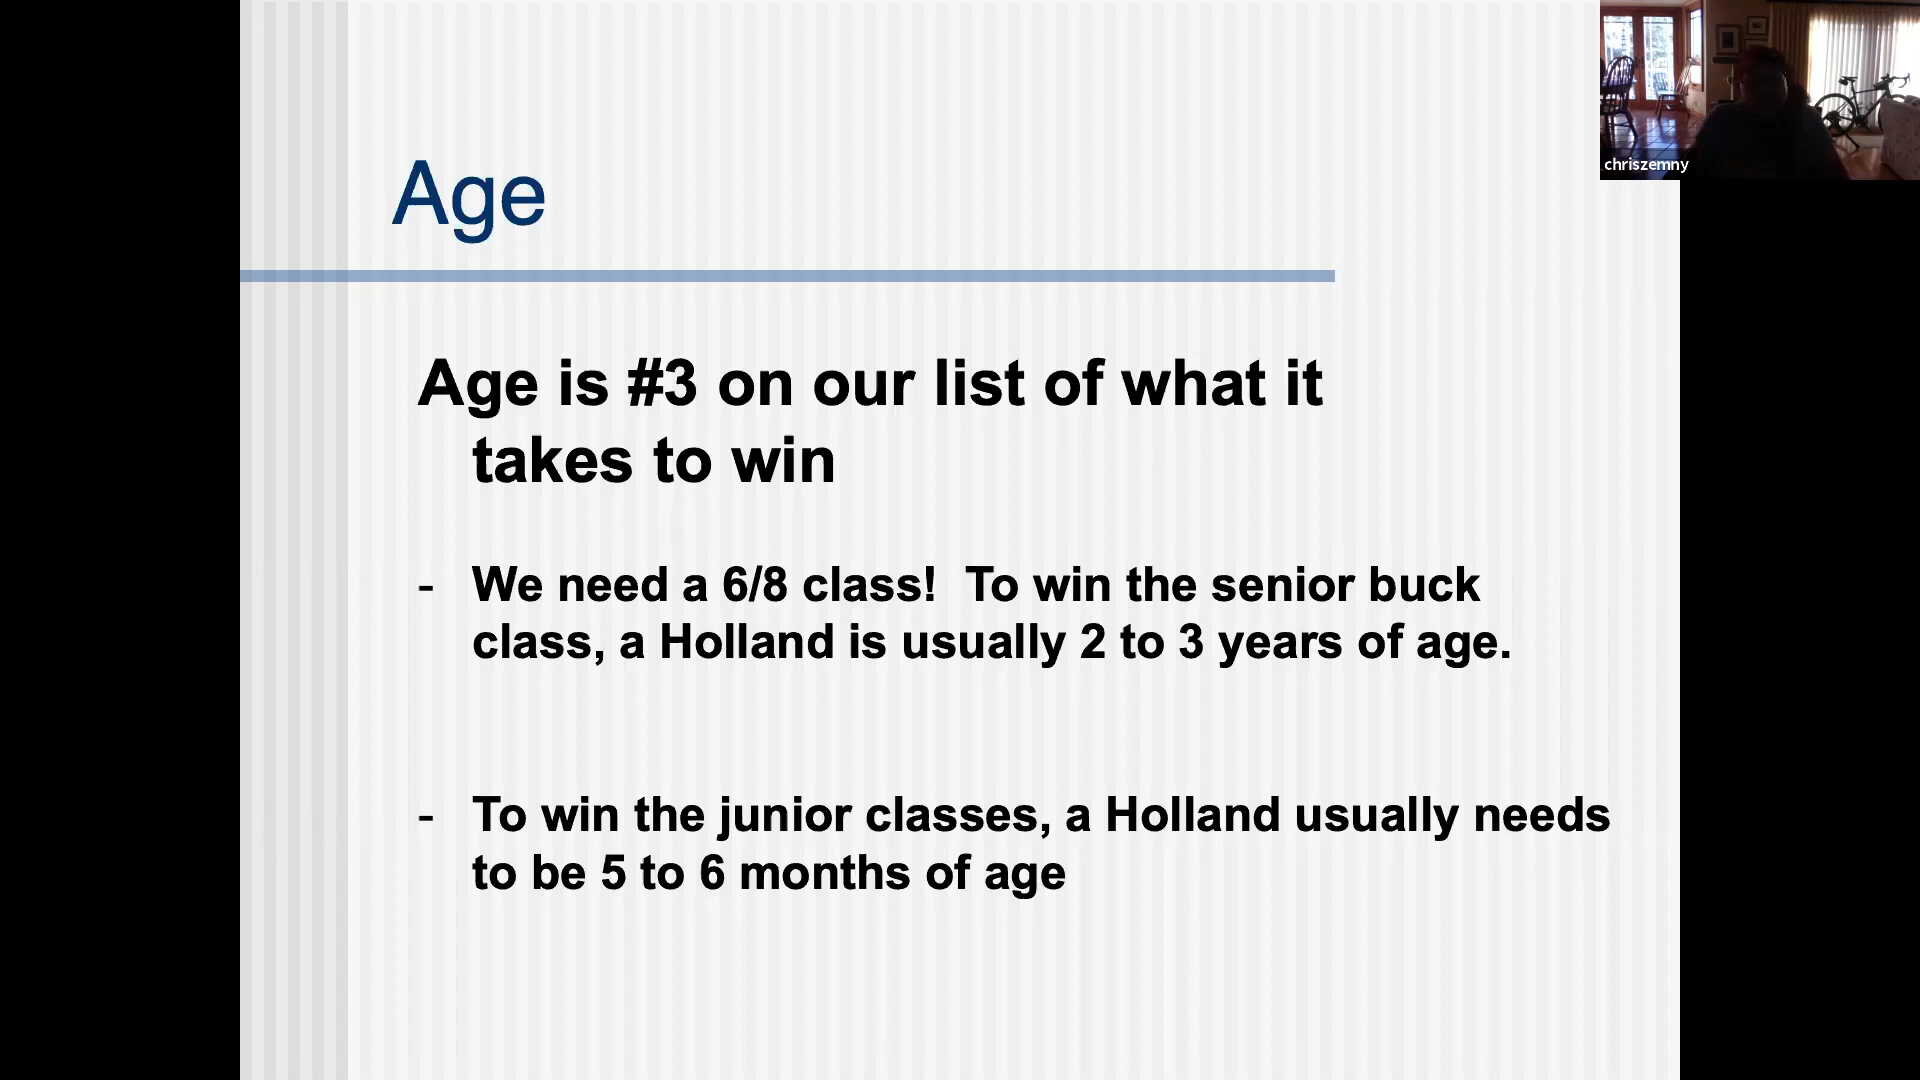 chriszemny
Age
Age is #3 on our list of what it
takes to win
- We need a 6/8 class!  To win the senior buck
class, a Holland is usually 2 to 3 years of age.
- To win the junior classes, a Holland usually needs
to be 5 to 6 months of age